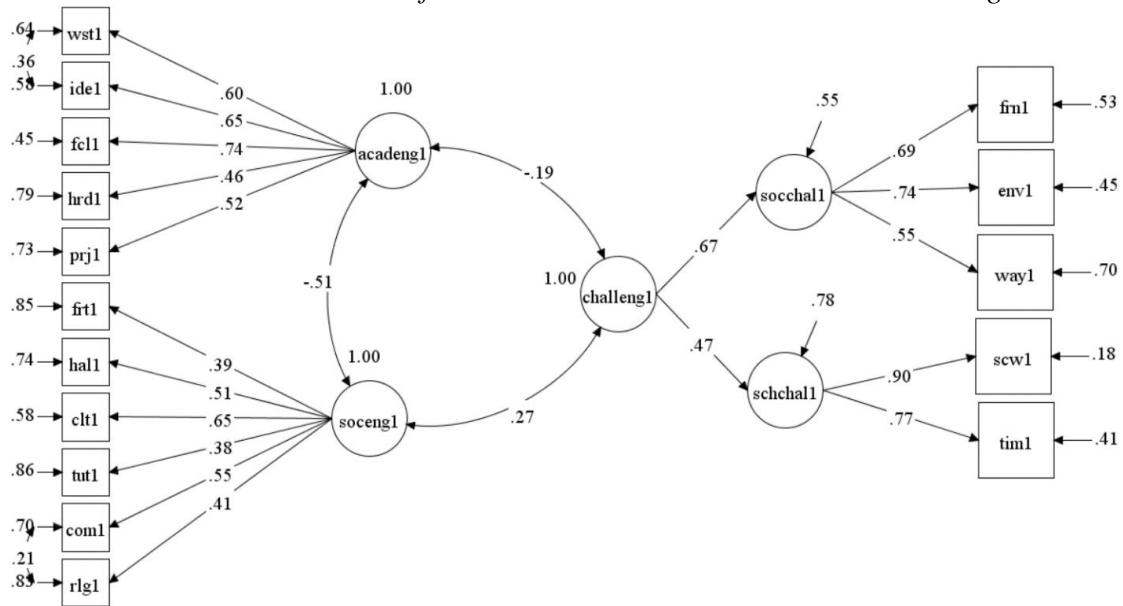 .64 wst1
.36
.58 ide1
.45 fcl1
.79 hrd1
.73 prj1
.85 frt1
.74 hal1
.58 clt1
.86 tut1
.70 com1
.21
rlg1
.60
.65
.74
.46
.52
1.00
acadeng1
-.51
.39
.51
.65
.38
.55
.41
1.00
soceng1
-.19
.27
1.00
challeng1
.67
.47
.55
socchal1
.78
schchal1
.69
.74
.55
.90
.77
frn1 .53
env1 .45
way1 .70
scw1 .18
tim1 .41